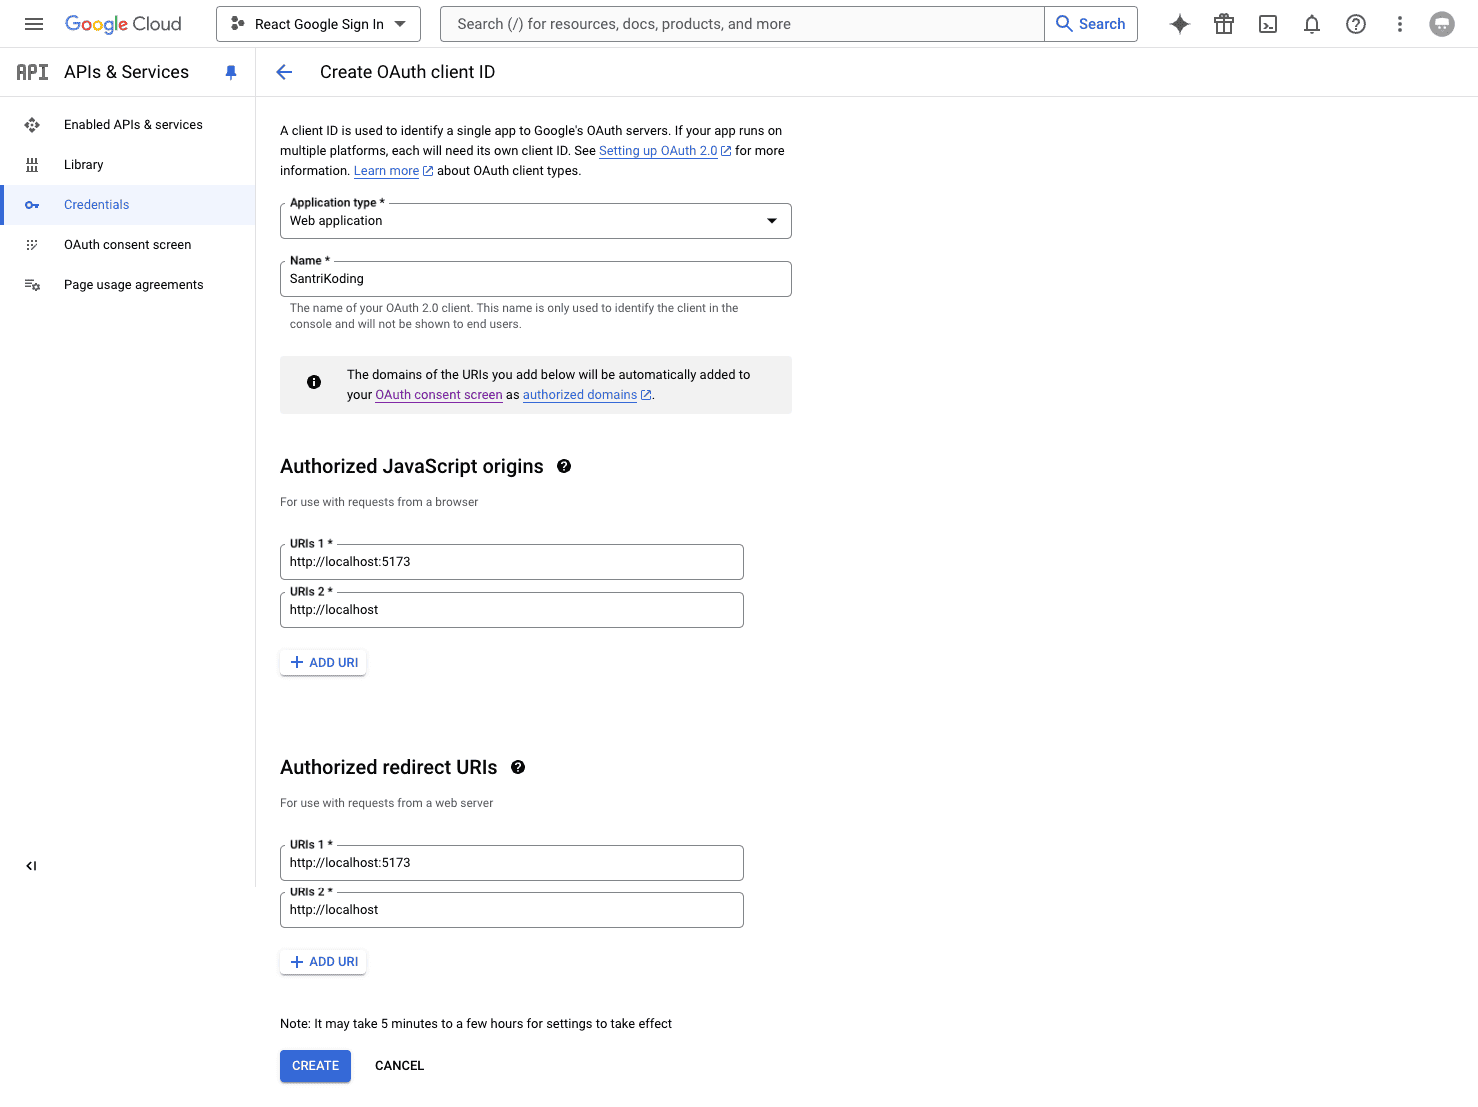 Google Cloud
React Google Sign In
Search (/) for resources, docs, products, and more
Search
API
APIs & Services
Create OAuth client ID
Enabled APIs & services
Library
Credentials
OAuth consent screen
Page usage agreements
A client ID is used to identify a single app to Google's OAuth servers. If your app runs on
multiple platforms, each will need its own client ID. See Setting up OAuth 2.0 for more
information. Learn more about OAuth client types.
Application type *
Web application
Name *
SantriKoding
The name of your OAuth 2.0 client. This name is only used to identify the client in the
console and will not be shown to end users.
The domains of the URIs you add below will be automatically added to
your OAuth consent screen as authorized domains.
Authorized JavaScript origins
For use with requests from a browser
URIs 1 *
http://localhost:5173
URIs 2 *
http://localhost
ADD URI
Authorized redirect URIs
For use with requests from a web server
URIs 1 *
http://localhost:5173
URIs 2 *
http://localhost
ADD URI
Note: It may take 5 minutes to a few hours for settings to take effect
CREATE
CANCEL